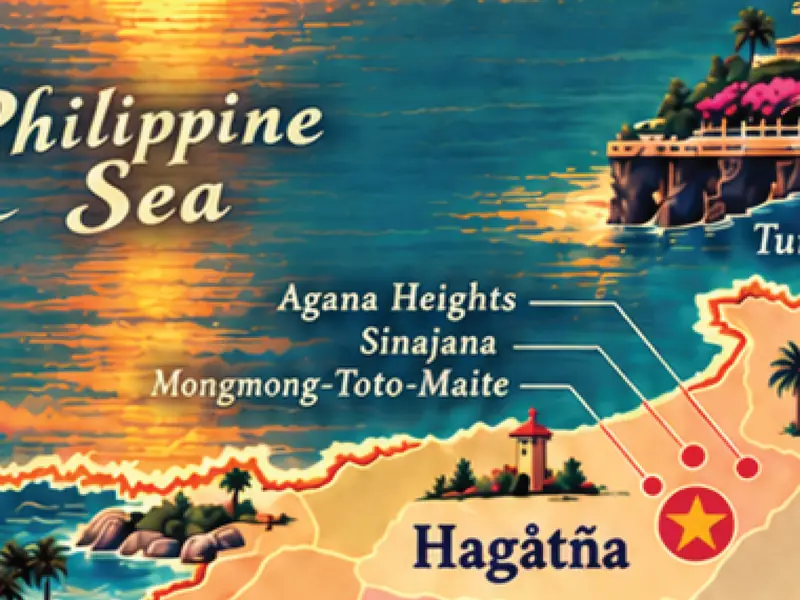 Philippine
Sea
Agana Heights
Sinajana
Mongmong-Toto-Maite
Hagåtña